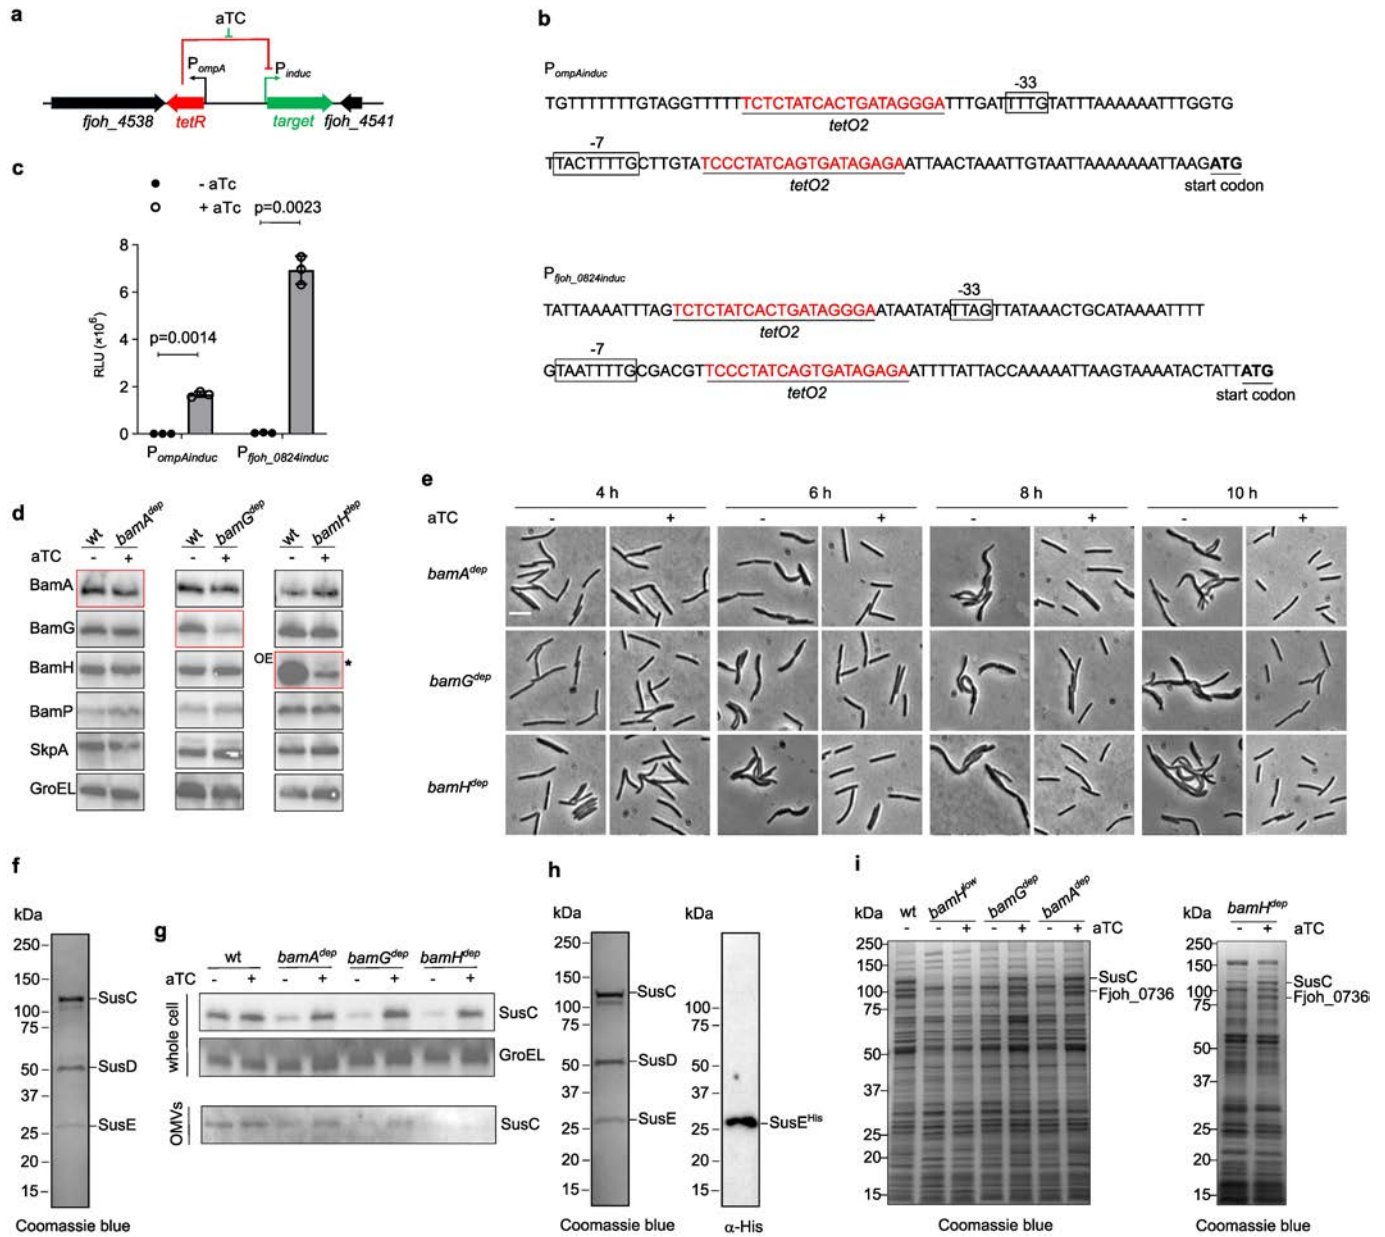 a
aTC
PompA
Pinduc
fjoh_4538
tetR
target
fjoh_4541
b
PompAinduc
-33
TGTTTTTTTGTAGGTTTTTTCTCTATCACTGATAGGGATTTGATTTTGTATTTAAAAAATTTGGTG
tetO2
-7
TTACTTTTGCTTGTATCCCTATCAGTGATAGAGAATTAACTAAATTGTAATTAAAAAAATTAAGATG
tetO2
start codon
Pfjoh_0824induc
-33
TATTAAAATTTAGTCTCTATCACTGATAGGGAATAATATATTAGTTATAAACTGCATAAAATTTT
tetO2
-7
GTAATTTTGCGACGTTCCCTATCAGTGATAGAGAATTTTATTACCAAAAATTAAGTAAAATACTATTATG
tetO2
start codon
c
- aTc
+ aTc
p=0.0023
p=0.0014
RLU (×10⁶)
8
6
4
2
0
PompAinduc
Pfjoh_0824induc
d
wt bamAdep wt bamGdep wt bamHdep
aTC - + - + - +
BamA
BamG
BamH
OE
*
BamP
SkpA
GroEL
e
4 h 6 h 8 h 10 h
aTC - + - + - + - +
bamAdep
bamGdep
bamHdep
f
kDa
250
150
100
75
50
37
25
20
15
SusC
SusD
SusE
Coomassie blue
g
wt bamAdep bamGdep bamHdep
aTC - + - + - + - +
whole cell
SusC
GroEL
OMVs
SusC
h
kDa
250
150
100
75
50
37
25
20
15
SusC
SusD
SusE
Coomassie blue
kDa
100
75
50
37
25
20
15
SusEHis
α-His
i
kDa
wt bamHlow bamGdep bamAdep
- - + - + - + aTC
250
150
100
75
50
37
25
20
15
SusC
Fjoh_0736
Coomassie blue
kDa
bamHdep
- + aTC
250
150
100
75
50
37
25
20
15
SusC
Fjoh_0736
Coomassie blue